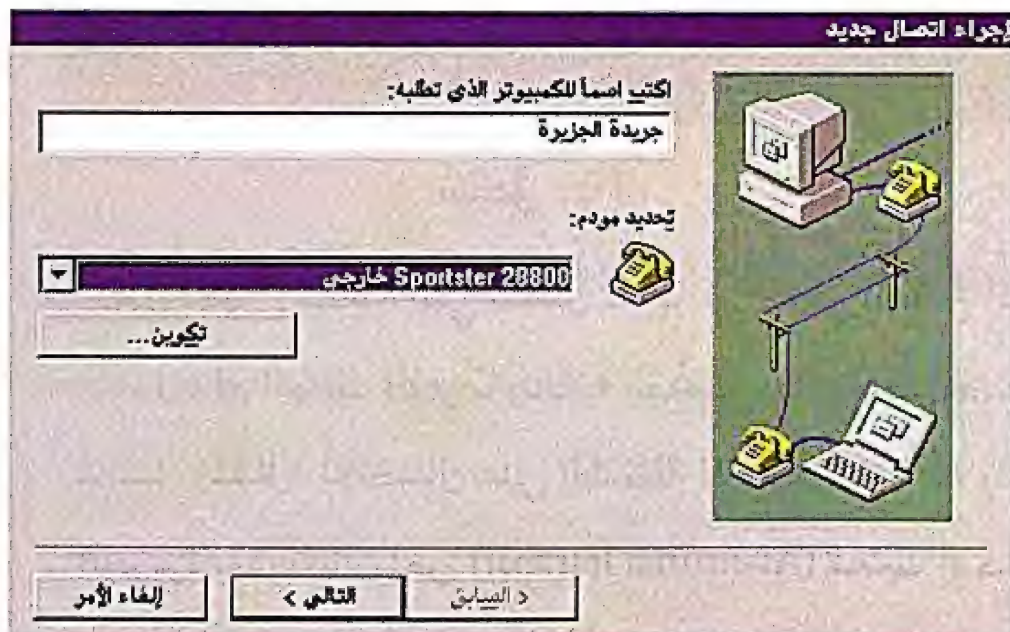 إجراء اتصال جديد
اكتب اسماً للكمبيوتر الذي تطلبه:
جريدة الجزيرة
تحديد مودم:
Sportster 28800 خارجي
تكوين...
< السابق
التالي >
إلغاء الأمر